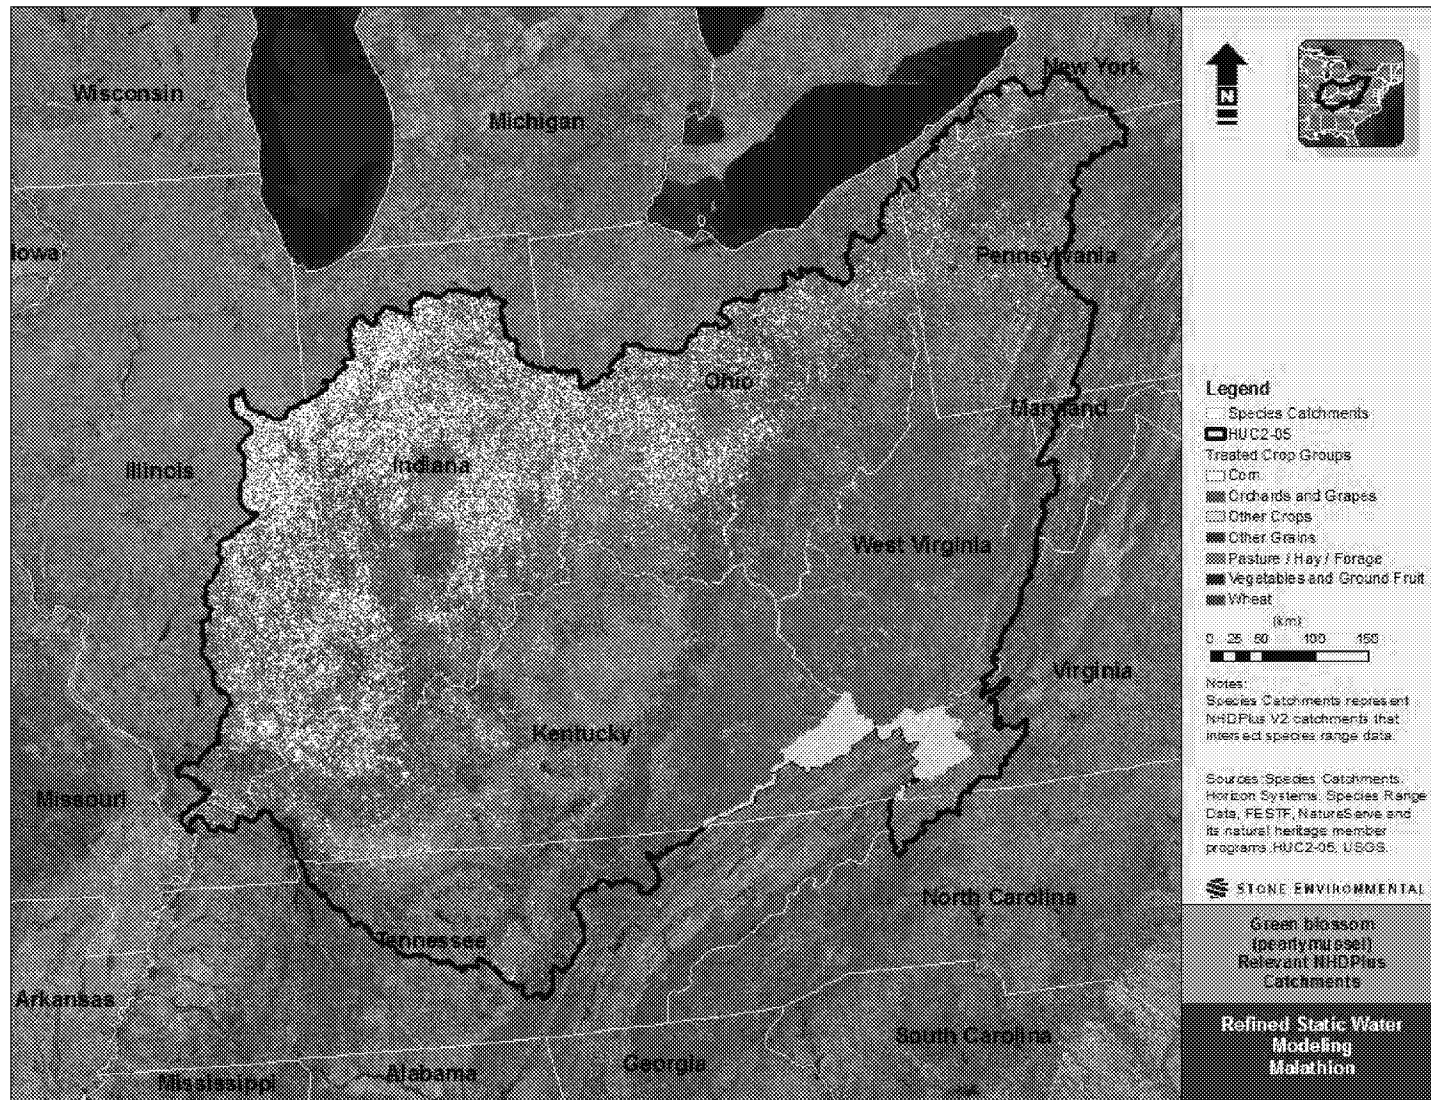 Wisconsin
Michigan
New York
Iowa
Pennsylvania
Ohio
Maryland
Illinois
Indiana
West Virginia
Virginia
Kentucky
Missouri
North Carolina
Tennessee
Arkansas
South Carolina
Georgia
Alabama
Mississippi
N
Legend
Species Catchments
HUC2-05
Treated Crop Groups
Corn
Orchards and Grapes
Other Crops
Other Grains
Pasture / Hay / Forage
Vegetables and Ground Fruit
Wheat
(km)
0 25 50 100 150
Notes:
Species Catchments represent
NHDPlus V2 catchments that
intersect species range data.
Sources: Species Catchments,
Horizon Systems; Species Range
Data, FESTF, NatureServe and
its natural heritage member
programs; HUC2-05, USGS.
STONE ENVIRONMENTAL
Green blossom
(pearlymussel)
Relevant NHDPlus
Catchments
Refined Static Water
Modeling
Malathion